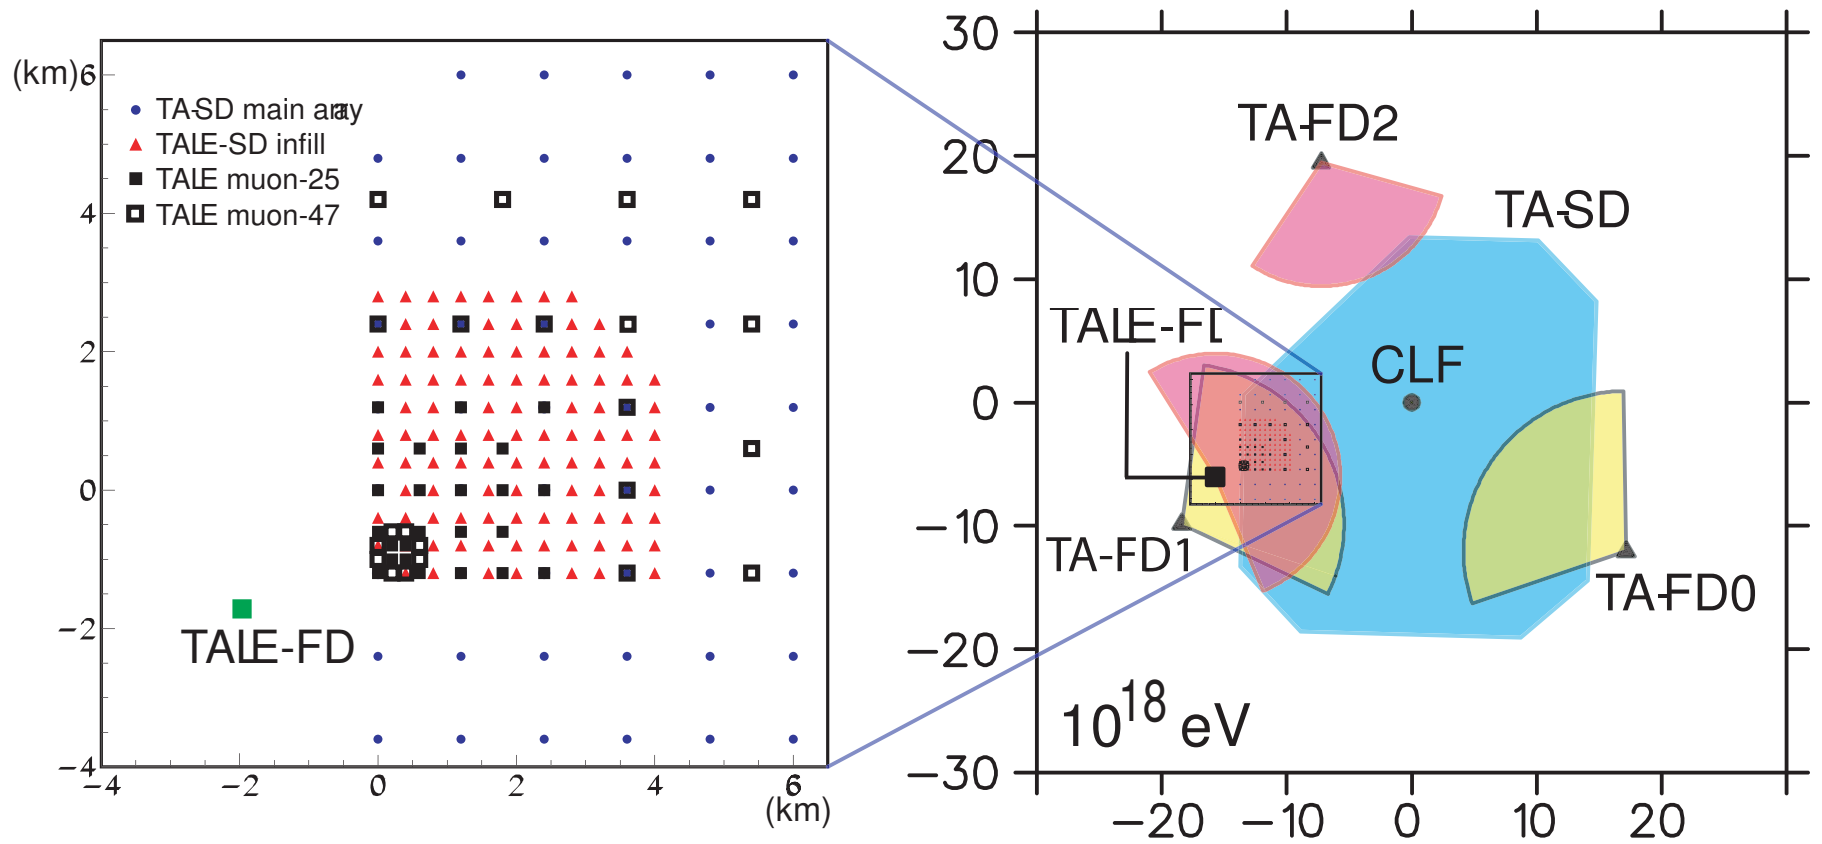 (km)
6
4
2
0
−2
−4
TA-SD main array
TALE-SD infill
TALE muon-25
TALE muon-47
TALE-FD
−4 −2 0 2 4 6
(km)
30
20
10
0
−10
−20
−30
TA-FD2
TA-SD
TALE-FD
CLF
TA-FD1
TA-FD0
10¹⁸ eV
−20 −10 0 10 20